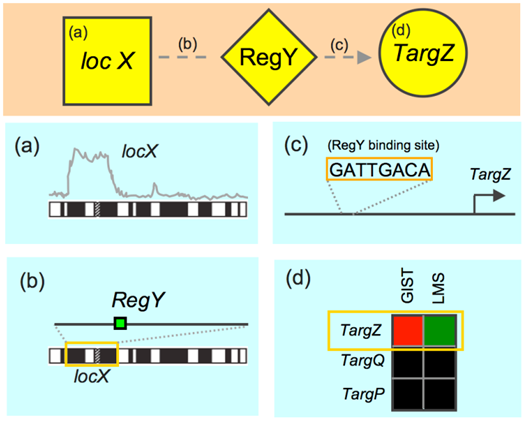 (a)
loc X
(b)
RegY
(c)
(d)
TargZ
(a)
locX
(b)
RegY
locX
(c)
(RegY binding site)
GATTGACA
TargZ
(d)
GIST
LMS
TargZ
TargQ
TargP